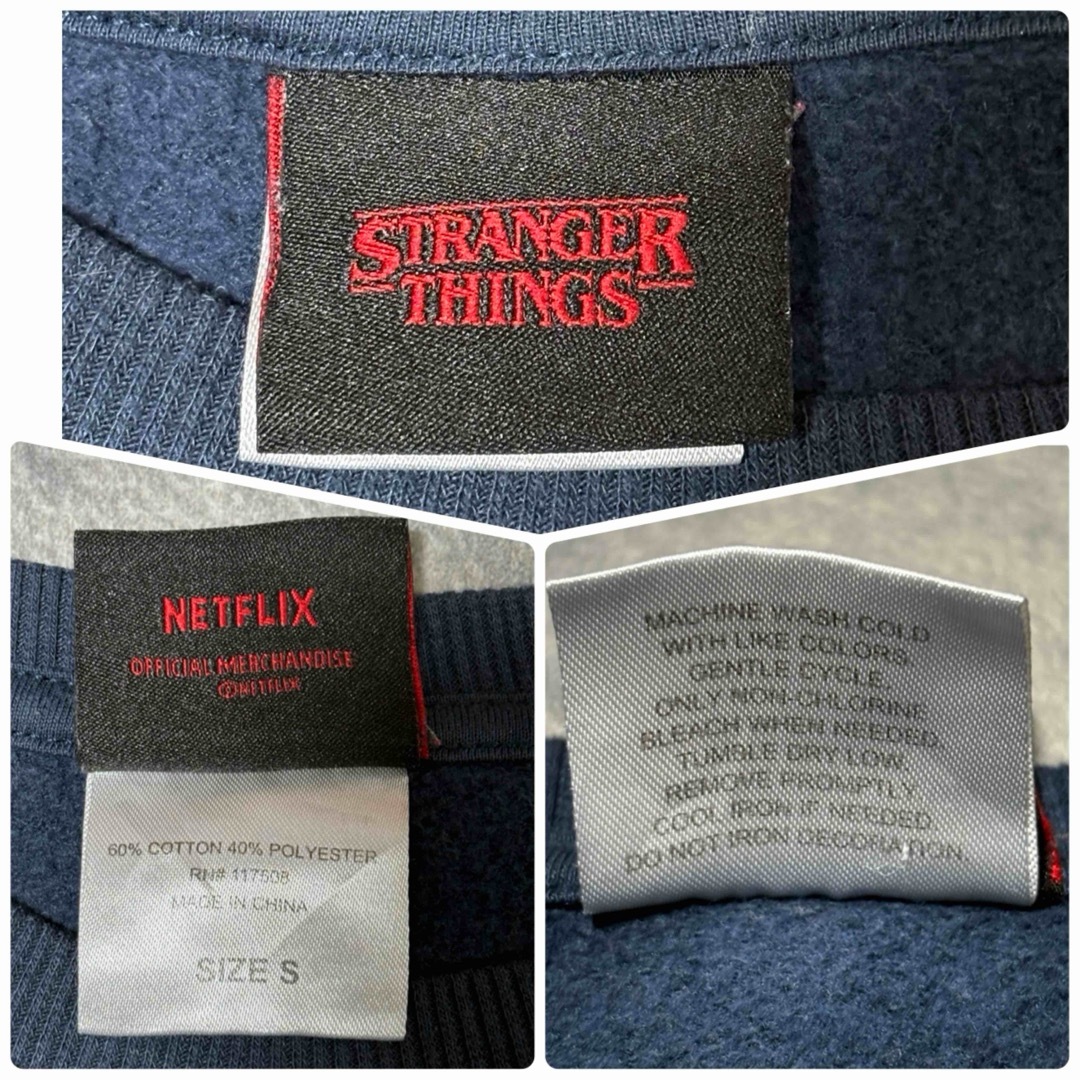 STRANGER
THINGS
NETFLIX
OFFICIAL MERCHANDISE
©NETFLIX
60% COTTON 40% POLYESTER
RN# 117608
MADE IN CHINA
SIZE S
MACHINE WASH COLD
WITH LIKE COLORS.
GENTLE CYCLE.
ONLY NON-CHLORINE
BLEACH WHEN NEEDED.
TUMBLE DRY LOW.
REMOVE PROMPTLY.
COOL IRON IF NEEDED.
DO NOT IRON DECORATION.